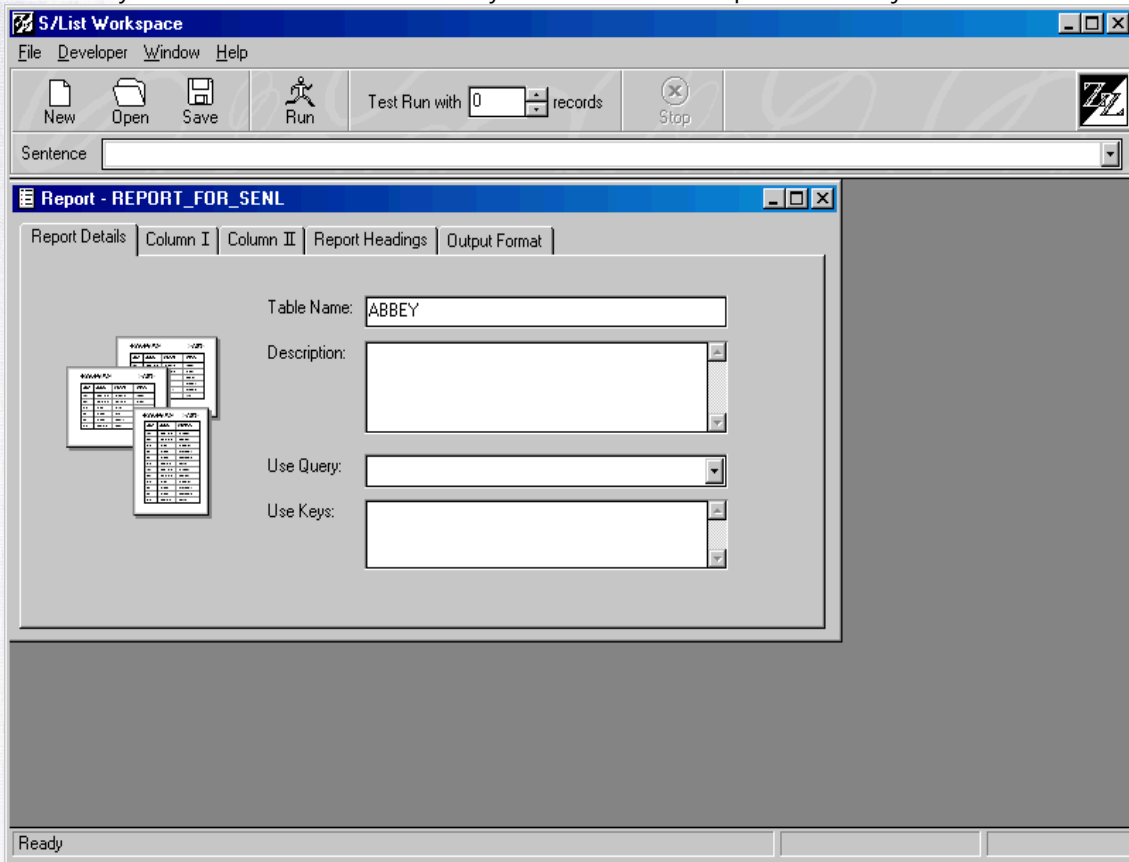 S/List Workspace
File Developer Window Help
New Open Save Run Test Run with 0 records Stop
Sentence
Report - REPORT_FOR_SENL
Report Details Column I Column II Report Headings Output Format
Table Name: ABBEY
Description:
Use Query:
Use Keys:
Ready